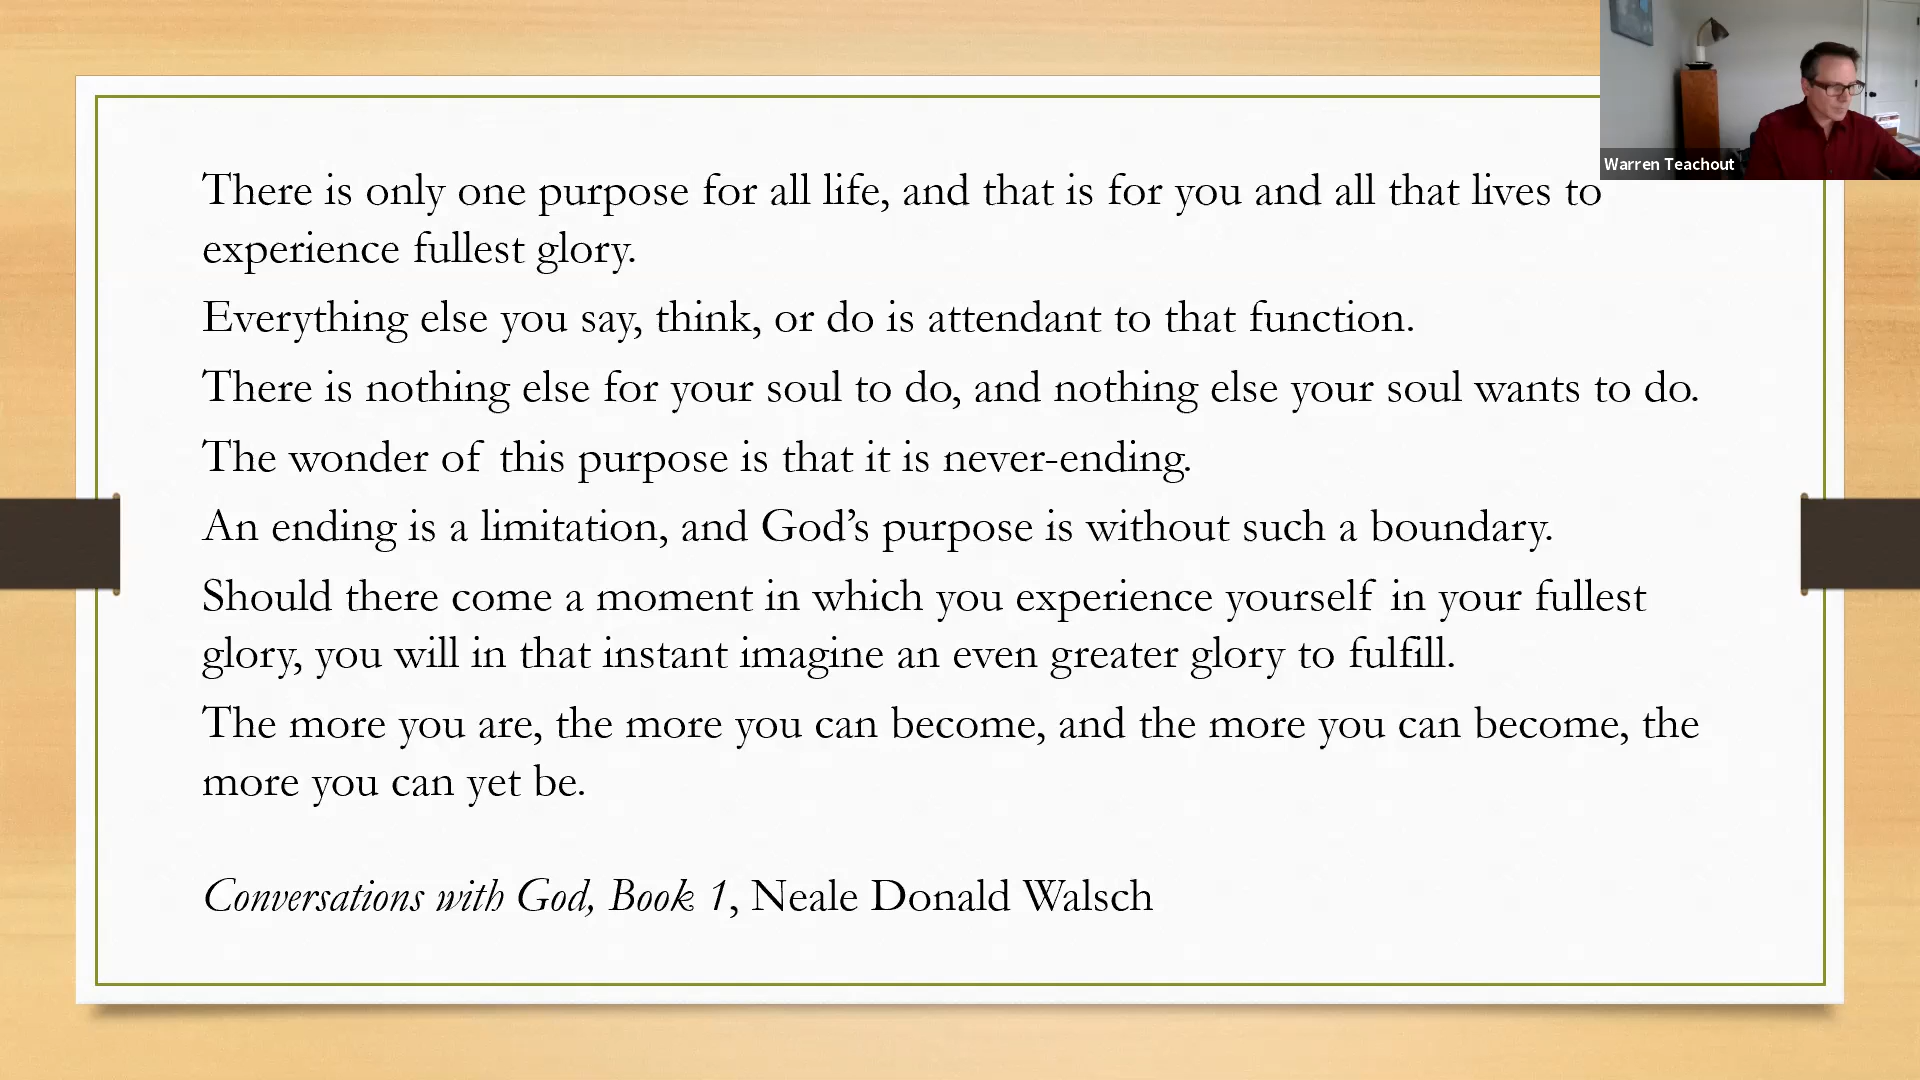 Warren Teachout
There is only one purpose for all life, and that is for you and all that lives to
experience fullest glory.
Everything else you say, think, or do is attendant to that function.
There is nothing else for your soul to do, and nothing else your soul wants to do.
The wonder of this purpose is that it is never-ending.
An ending is a limitation, and God’s purpose is without such a boundary.
Should there come a moment in which you experience yourself in your fullest
glory, you will in that instant imagine an even greater glory to fulfill.
The more you are, the more you can become, and the more you can become, the
more you can yet be.
Conversations with God, Book 1, Neale Donald Walsch